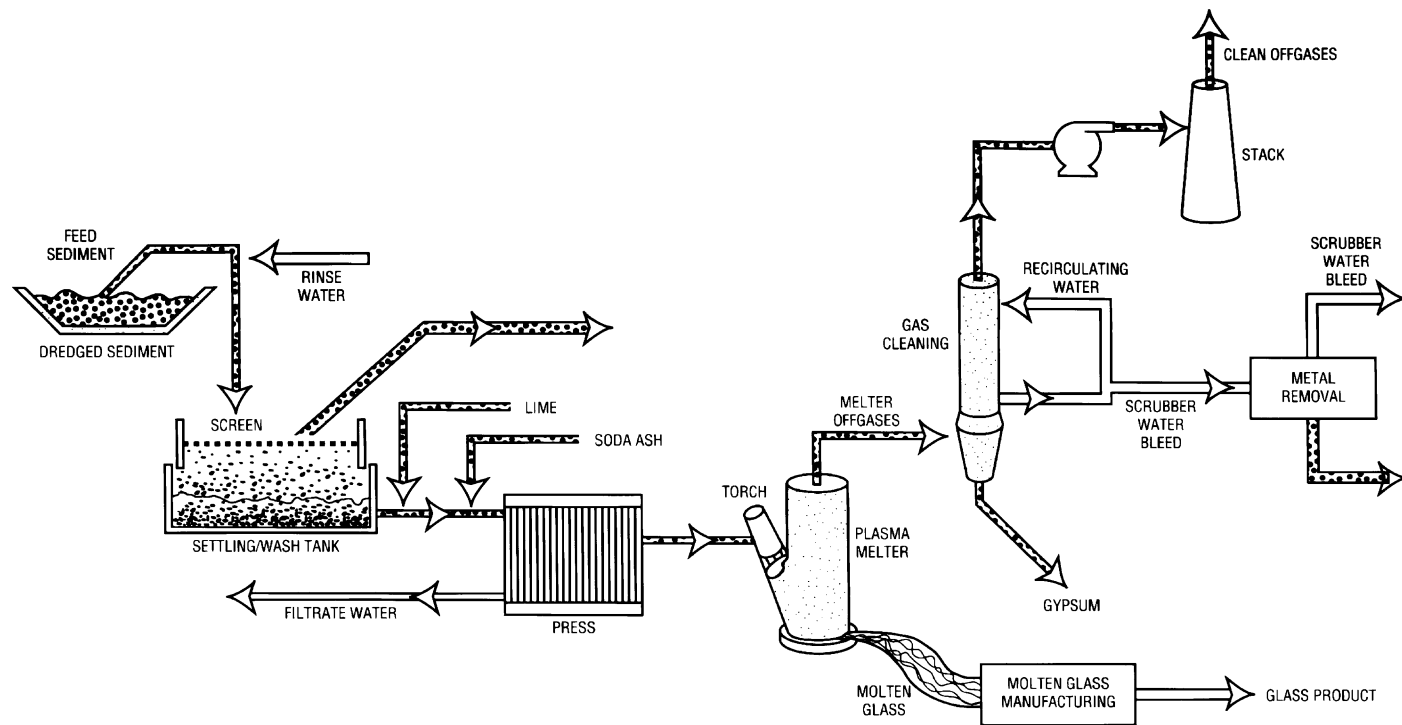 CLEAN OFFGASES
STACK
FEED
SEDIMENT
RINSE
WATER
DREDGED SEDIMENT
SCREEN
LIME
SODA ASH
SETTLING/WASH TANK
FILTRATE WATER
PRESS
TORCH
PLASMA
MELTER
MELTER
OFFGASES
GAS
CLEANING
RECIRCULATING
WATER
SCRUBBER
WATER
BLEED
SCRUBBER
WATER
BLEED
METAL
REMOVAL
GYPSUM
MOLTEN
GLASS
MOLTEN GLASS
MANUFACTURING
GLASS PRODUCT